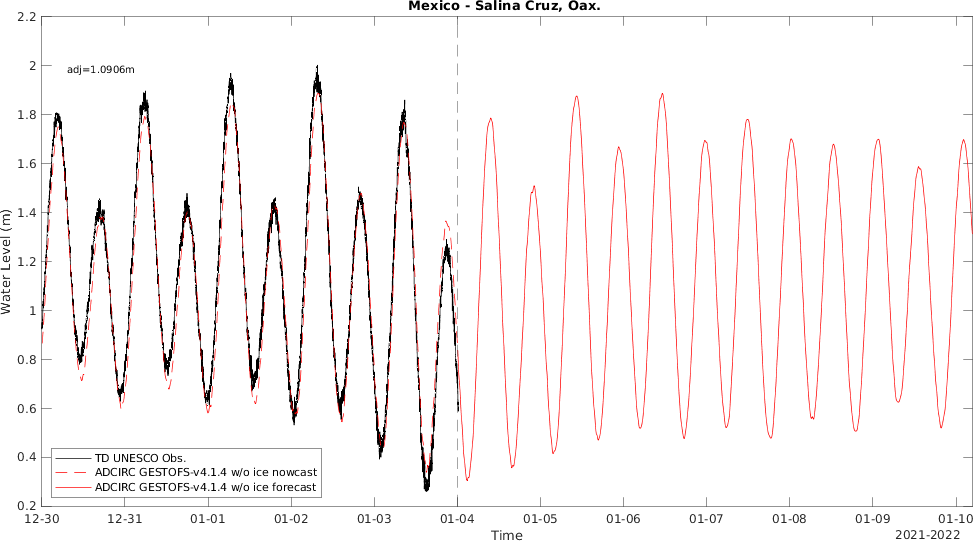 Mexico - Salina Cruz, Oax.
2.2
2
1.8
1.6
1.4
1.2
1
0.8
0.6
0.4
0.2
Water Level (m)
adj=1.0906m
TD UNESCO Obs.
ADCIRC GESTOFS-v4.1.4 w/o ice nowcast
ADCIRC GESTOFS-v4.1.4 w/o ice forecast
12-30 12-31 01-01 01-02 01-03 01-04 01-05 01-06 01-07 01-08 01-09 01-10
Time
2021-2022